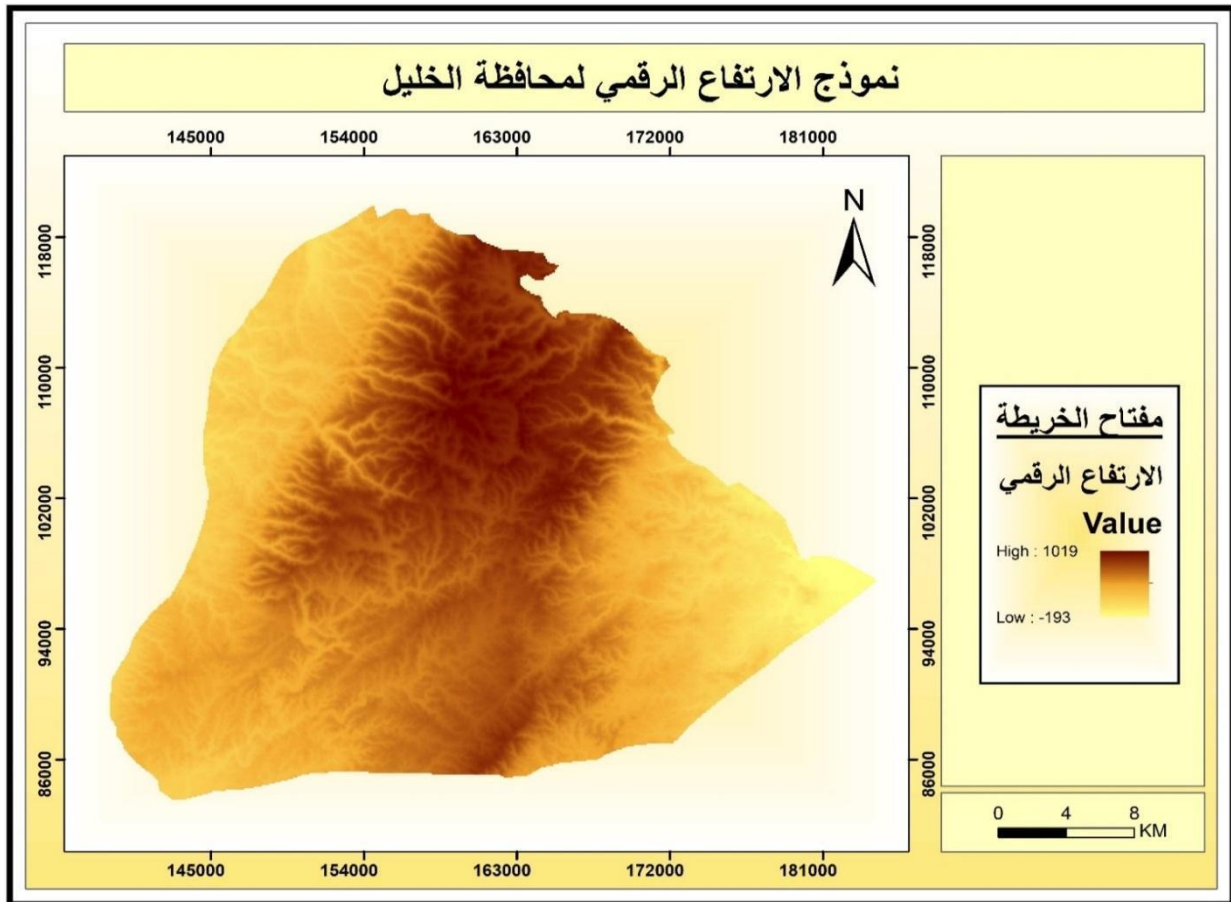 نموذج الارتفاع الرقمي لمحافظة الخليل
145000 154000 163000 172000 181000
N
118000 118000
110000 110000
102000 102000
94000 94000
86000 86000
145000 154000 163000 172000 181000
مفتاح الخريطة
الارتفاع الرقمي
Value
High : 1019
Low : -193
0 4 8
KM